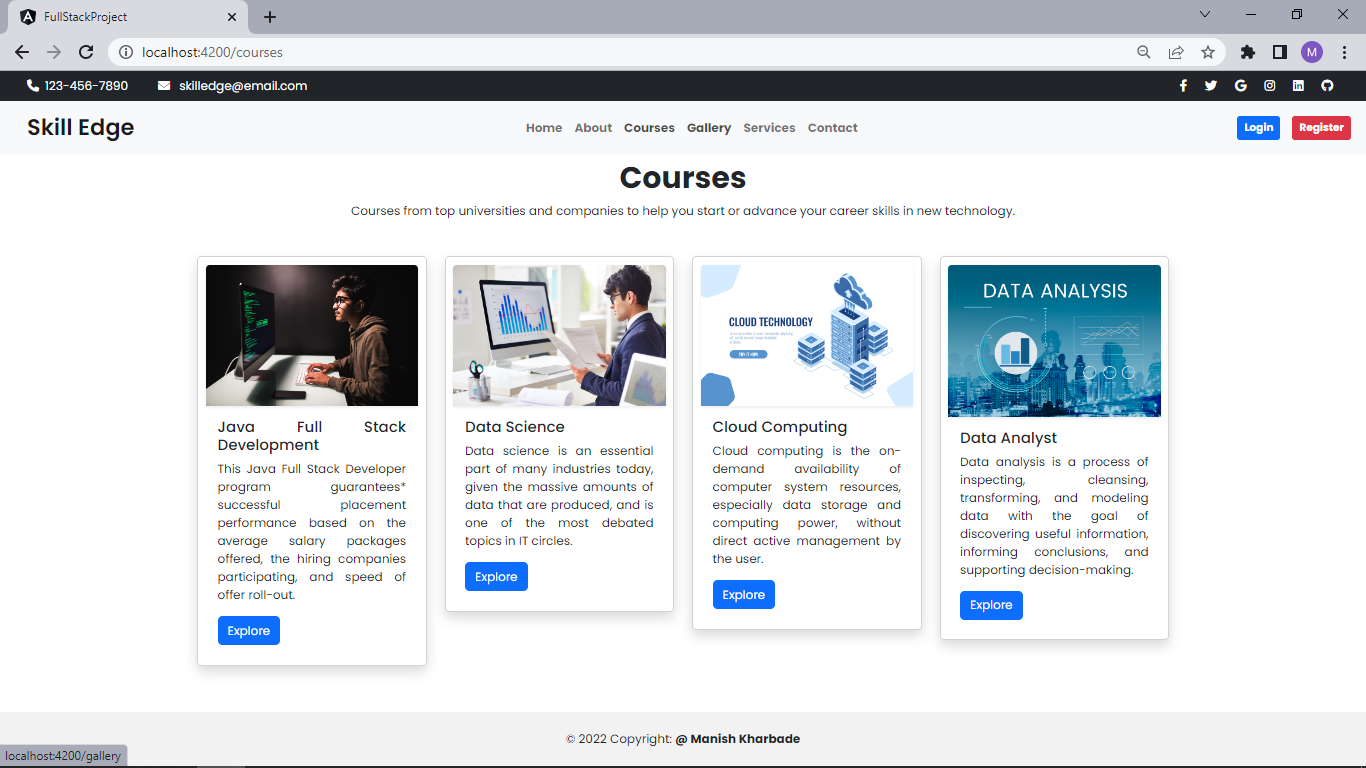 FullStackProject
localhost:4200/courses
M
123-456-7890 skilledge@email.com
Skill Edge
Home About Courses Gallery Services Contact
Login Register
Courses
Courses from top universities and companies to help you start or advance your career skills in new technology.
Java Full Stack
Development
This Java Full Stack Developer
program guarantees*
successful placement
performance based on the
average salary packages
offered, the hiring companies
participating, and speed of
offer roll-out.
Explore
Data Science
Data science is an essential
part of many industries today,
given the massive amounts of
data that are produced, and is
one of the most debated
topics in IT circles.
Explore
CLOUD TECHNOLOGY
Cloud Computing
Cloud computing is the on-
demand availability of
computer system resources,
especially data storage and
computing power, without
direct active management by
the user.
Explore
DATA ANALYSIS
Data Analyst
Data analysis is a process of
inspecting, cleansing,
transforming, and modeling
data with the goal of
discovering useful information,
informing conclusions, and
supporting decision-making.
Explore
© 2022 Copyright: @ Manish Kharbade
localhost:4200/gallery